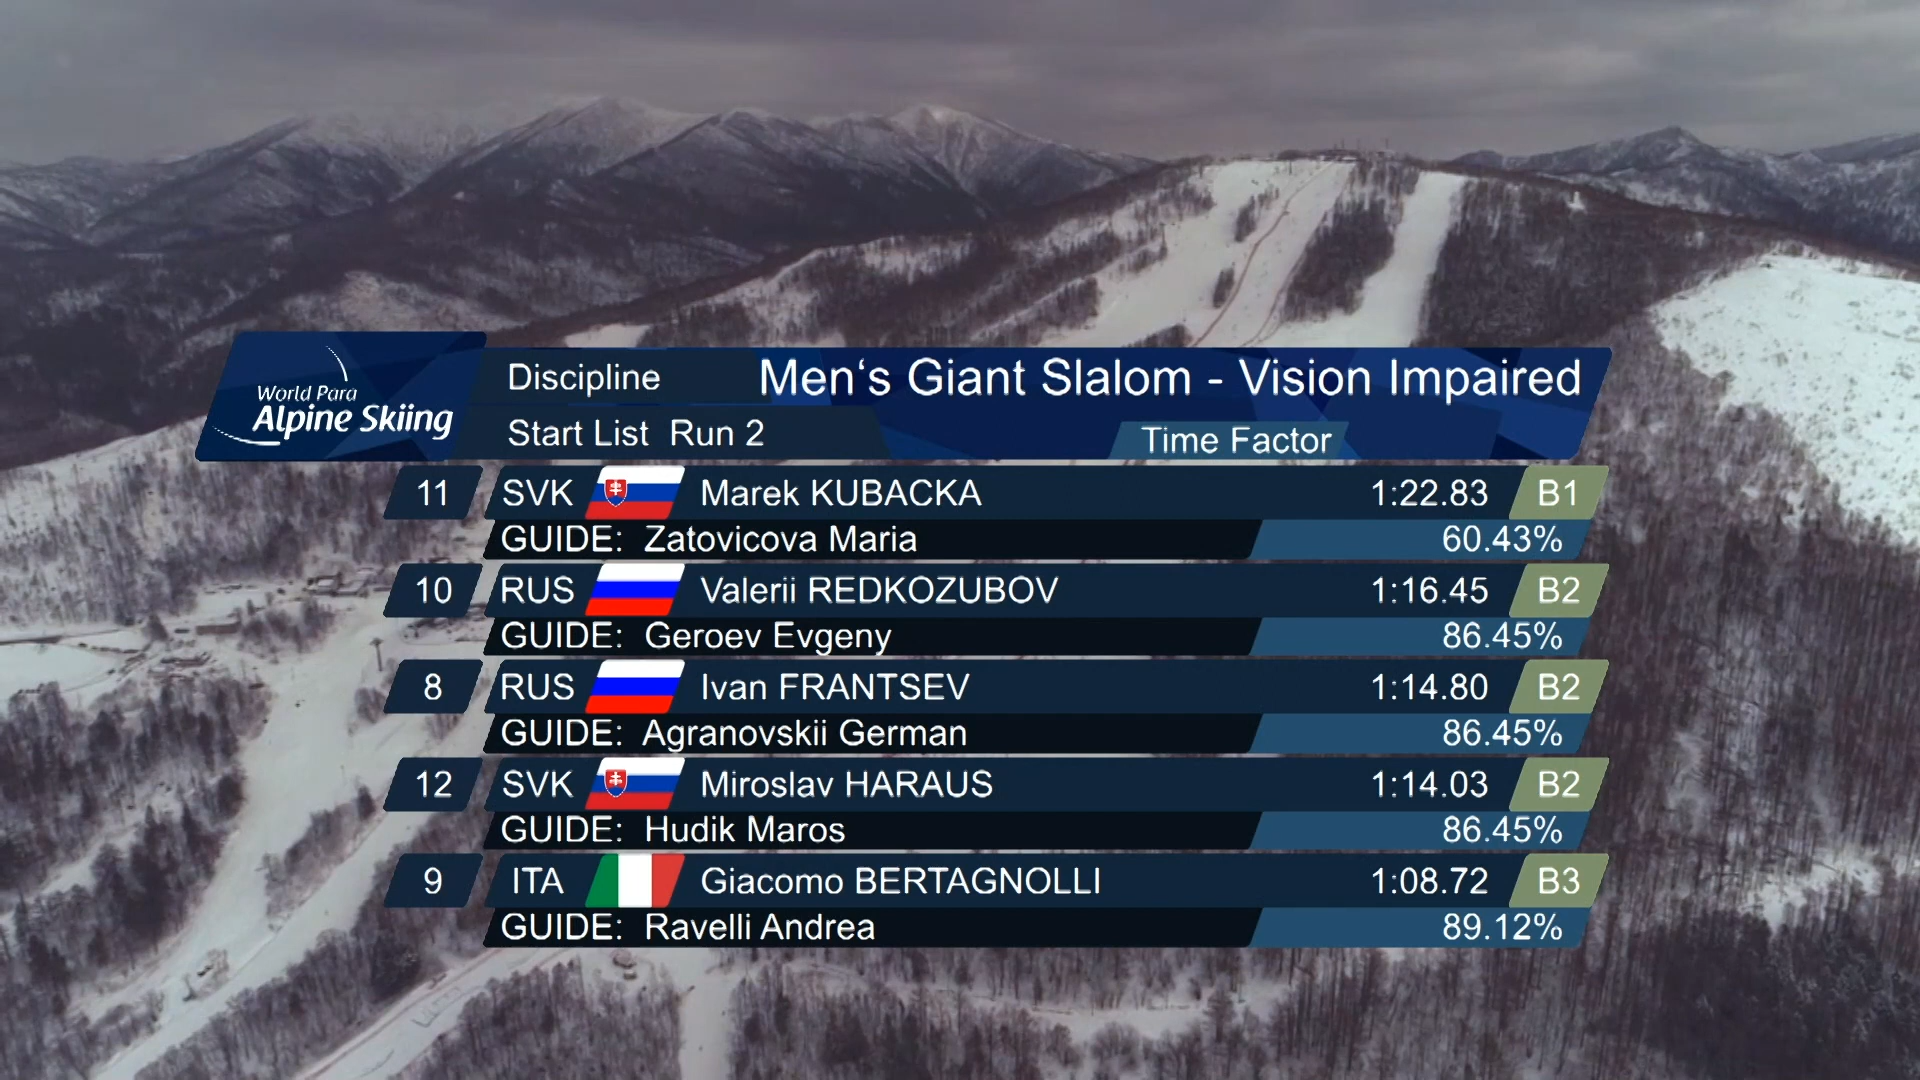 World Para
Alpine Skiing
Discipline Men‘s Giant Slalom - Vision Impaired
Start List Run 2 Time Factor
11 SVK Marek KUBACKA 1:22.83 B1
GUIDE: Zatovicova Maria 60.43%
10 RUS Valerii REDKOZUBOV 1:16.45 B2
GUIDE: Geroev Evgeny 86.45%
8 RUS Ivan FRANTSEV 1:14.80 B2
GUIDE: Agranovskii German 86.45%
12 SVK Miroslav HARAUS 1:14.03 B2
GUIDE: Hudik Maros 86.45%
9 ITA Giacomo BERTAGNOLLI 1:08.72 B3
GUIDE: Ravelli Andrea 89.12%